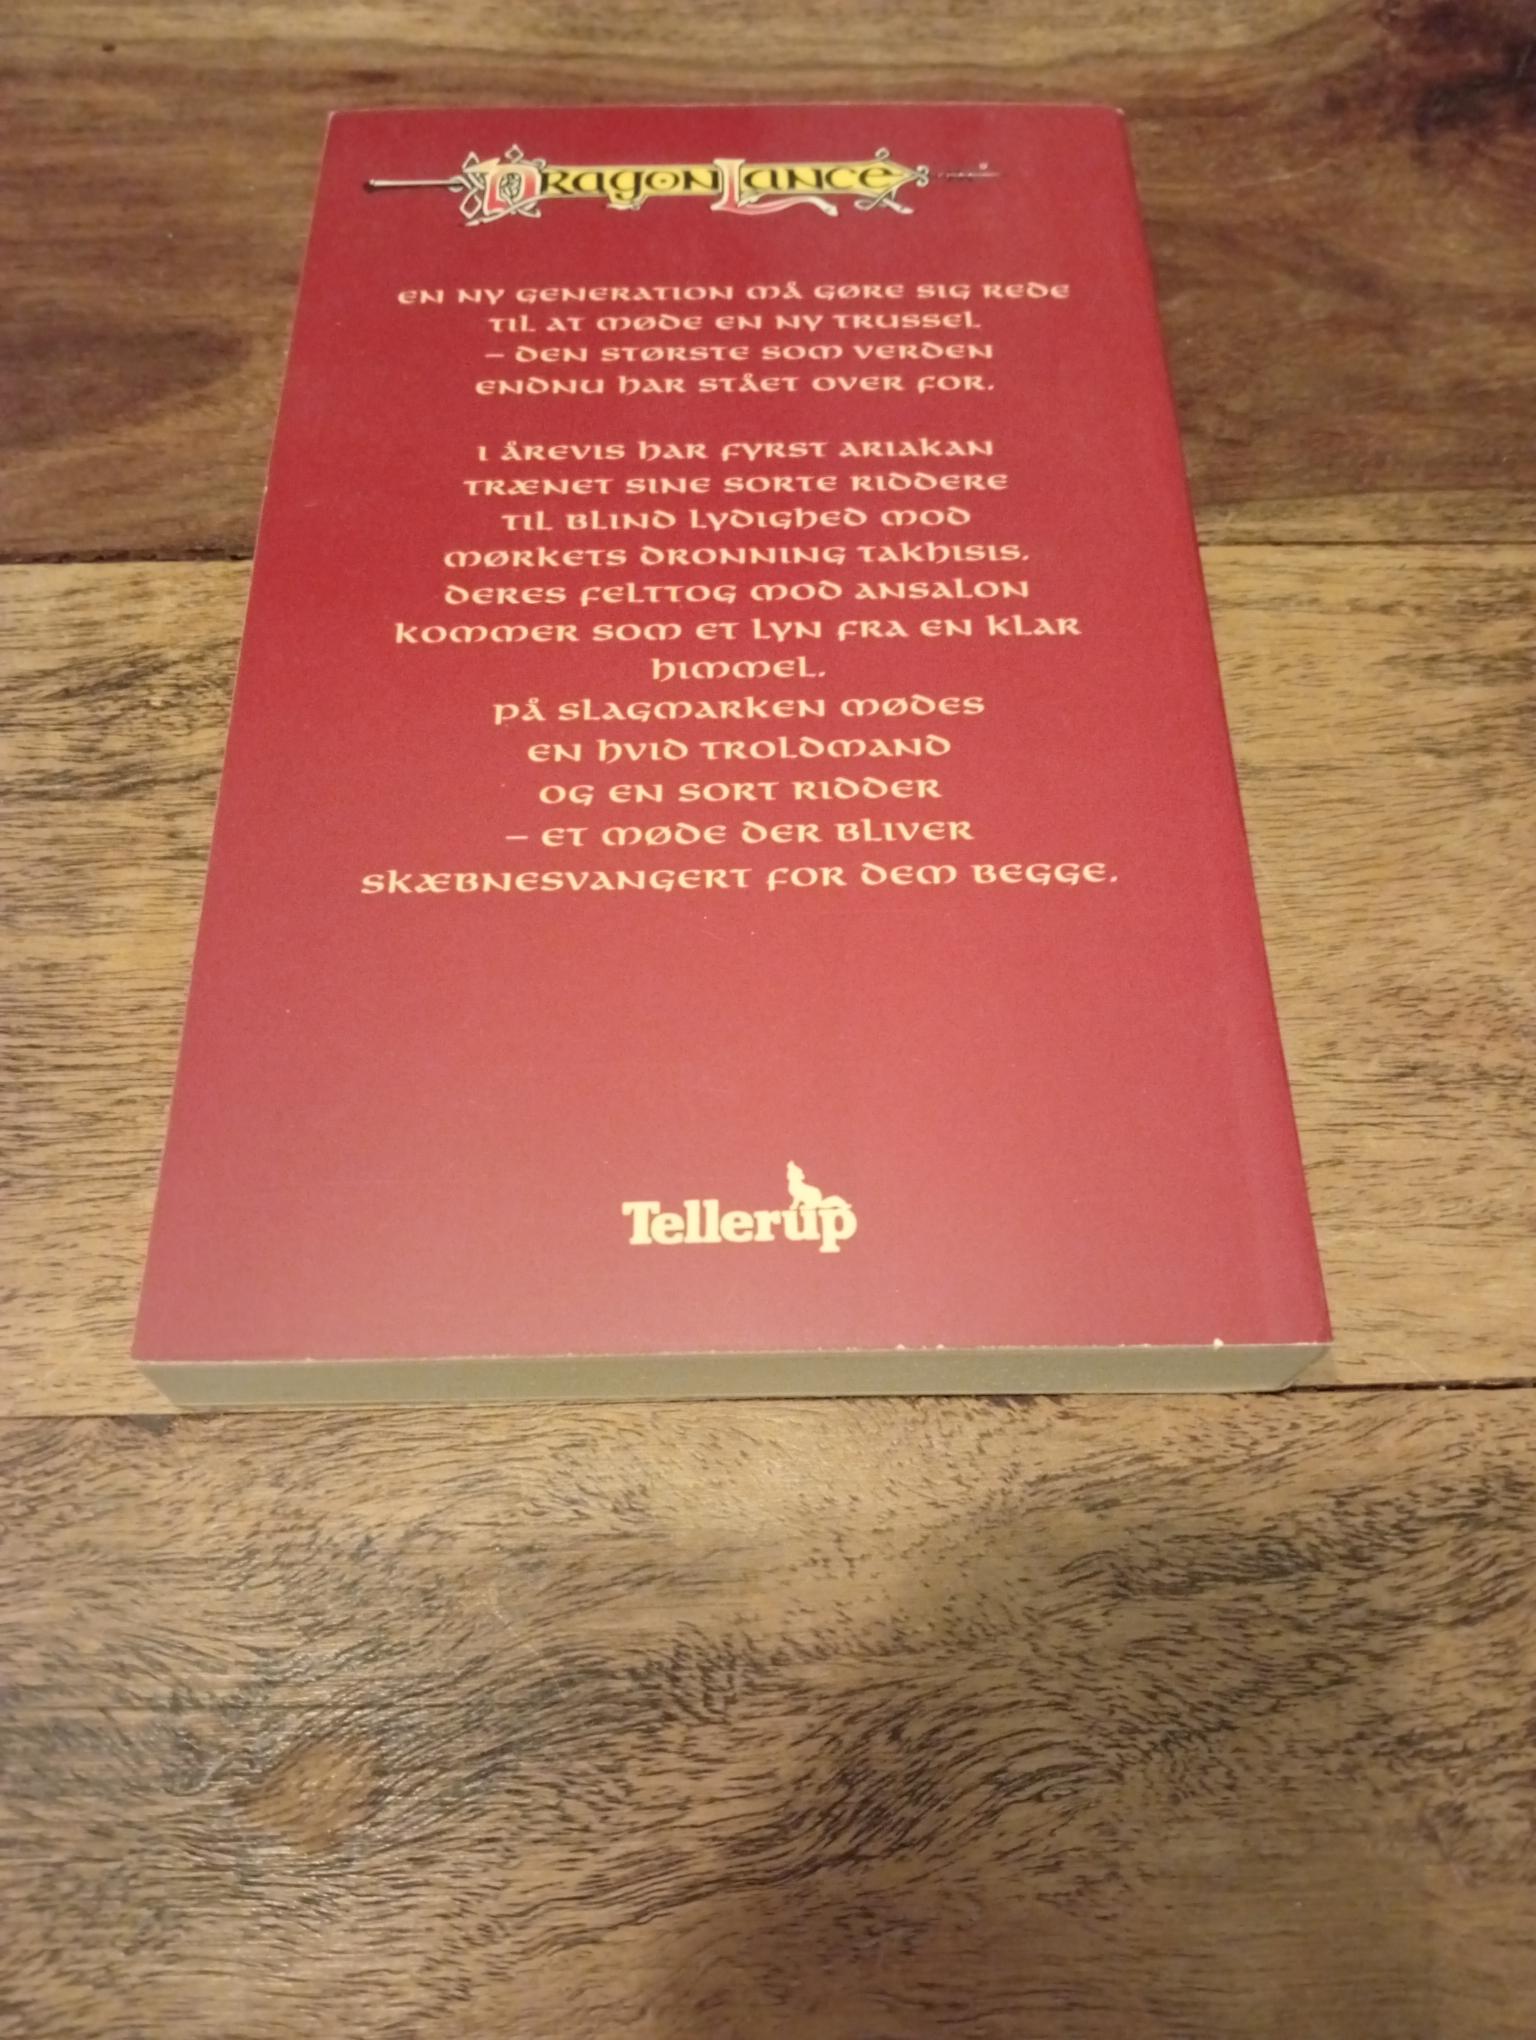 DRAGONLANCE
EN NY GENERATION MÅ GØRE SIG REDE
TIL AT MØDE EN NY TRUSSEL
– DEN STØRSTE SOM VERDEN
ENDNU HAR STÅET OVER FOR.
I ÅREVIS HAR FYRST ARIAKAN
TRÆNET SINE SORTE RIDDERE
TIL BLIND LYDIGHED MOD
MØRKETS DRONNING TAKHISIS.
DERES FELTTOG MOD ANSALON
KOMMER SOM ET LYN FRA EN KLAR
HIMMEL.
PÅ SLAGMARKEN MØDES
EN HVID TROLDMAND
OG EN SORT RIDDER
– ET MØDE DER BLIVER
SKÆBNESVANGERT FOR DEM BEGGE.
Tellerup